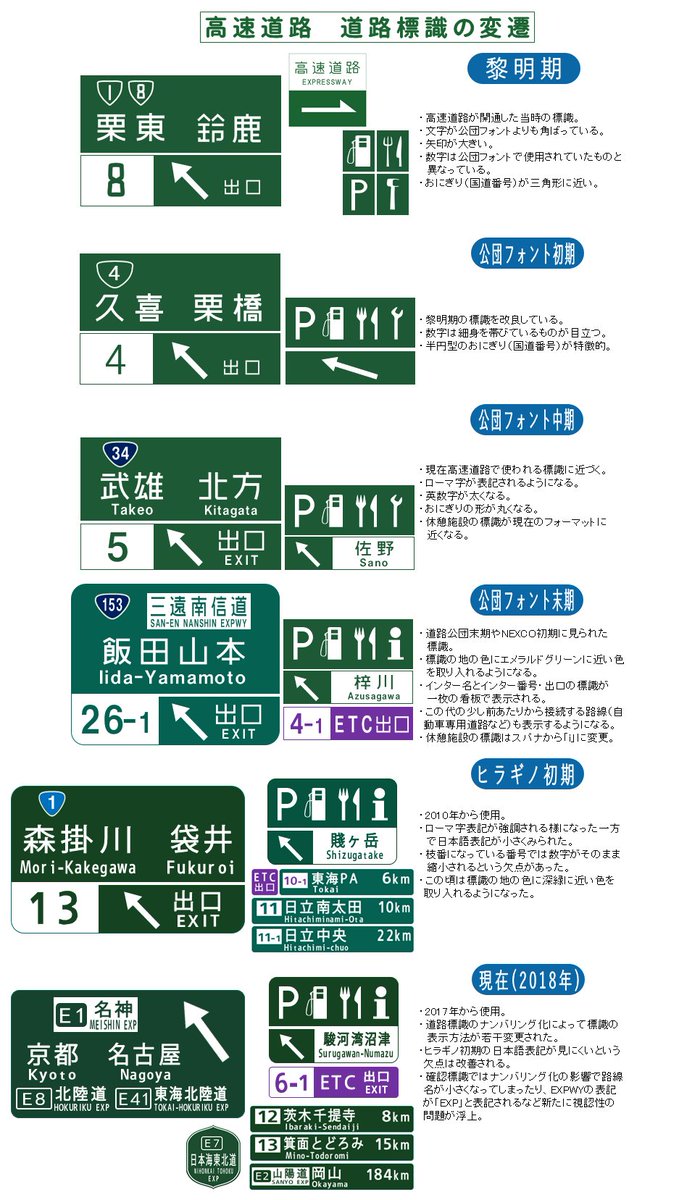 高速道路　道路標識の変遷
黎明期
1 8
栗東 鈴鹿
8 出口
高速道路
EXPRESSWAY
P
・高速道路が開通した当時の標識。
・文字が公団フォントよりも角ばっている。
・矢印が大きい。
・数字は公団フォントで使用されていたものと
異なっている。
・おにぎり(国道番号)が三角形に近い。
公団フォント初期
4
久喜 栗橋
4 出口
P
・黎明期の標識を改良している。
・数字は細身を帯びているものが目立つ。
・半円型のおにぎり(国道番号)が特徴的。
公団フォント中期
34
武雄 北方
Takeo Kitagata
5 出口
EXIT
P
佐野
Sano
・現在高速道路で使われる標識に近づく。
・ローマ字が表記されるようになる。
・英数字が太くなる。
・おにぎりの形が丸くなる。
・休憩施設の標識が現在のフォーマットに
近くなる。
公団フォント末期
153 三遠南信道
SAN-EN NANSHIN EXPWY
飯田山本
Iida-Yamamoto
26-1 出口
EXIT
P i
梓川
Azusagawa
4-1 ETC出口
・道路公団末期やNEXCO初期に見られた
標識。
・標識の地の色にエメラルドグリーンに近い色
を取り入れるようになる。
・インター名とインター番号・出口の標識が
一枚の看板で表示される。
・この代の少し前あたりから接続する路線(自
動車専用道路など)も表示するようになる。
・休憩施設の標識はスパナから「i」に変更。
ヒラギノ初期
1
森掛川 袋井
Mori-Kakegawa Fukuroi
13 出口
EXIT
P i
賤ヶ岳
Shizugatake
ETC
出口 10-1 東海PA 6km
Tokai
11 日立南太田 10km
Hitachiminami-Ota
11-1 日立中央 22km
Hitachi-chuo
・2010年から使用。
・ローマ字表記が強調される様になった一方
で日本語表記が小さくみられた。
・枝番になっている番号では数字がそのまま
縮小されるという欠点があった。
・この頃は標識の地の色に深緑に近い色を
取り入れるようになった。
現在(2018年)
E1 名神
MEISHIN EXP
京都 名古屋
Kyoto Nagoya
E8 北陸道 E41 東海北陸道
HOKURIKU EXP TOKAI-HOKURIKU EXP
E7
日本海東北道
NIHONKAI TOHOKU
EXP
P i
駿河湾沼津
Surugawan-Numazu
6-1 ETC 出口
EXIT
12 茨木千提寺 8km
Ibaraki-Sendaiji
13 箕面とどろみ 15km
Mino-Todoromi
E2 山陽道 岡山 184km
SANYO EXP Okayama
・2017年から使用。
・道路標識のナンバリング化によって標識の
表示方法が若干変更された。
・ヒラギノ初期の日本語表記が見にくいという
欠点は改善される。
・確認標識ではナンバリング化の影響で路線
名が小さくなってしまったり、EXPWYの表記
が「EXP」と表記されるなど新たに視認性の
問題が浮上。